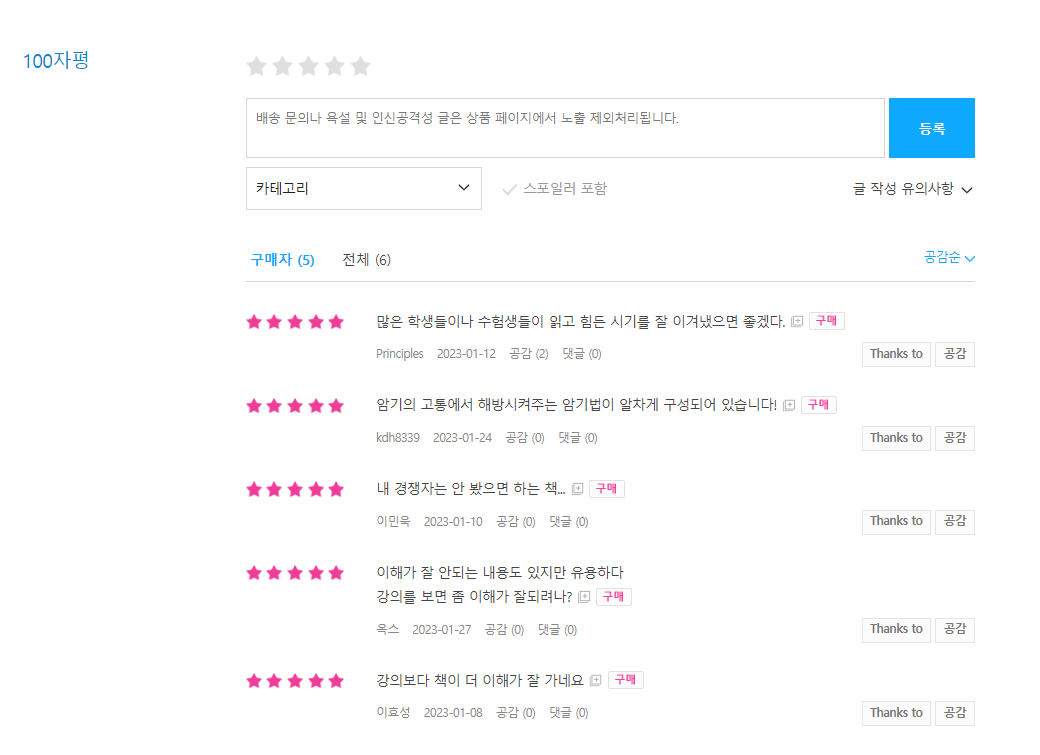 100자평
배송 문의나 욕설 및 인신공격성 글은 상품 페이지에서 노출 제외처리됩니다.
등록
카테고리
스포일러 포함
글 작성 유의사항
구매자 (5) 전체 (6) 공감순
많은 학생들이나 수험생들이 읽고 힘든 시기를 잘 이겨냈으면 좋겠다. 구매
Principles 2023-01-12 공감 (2) 댓글 (0) Thanks to 공감
암기의 고통에서 해방시켜주는 암기법이 알차게 구성되어 있습니다! 구매
kdh8339 2023-01-24 공감 (0) 댓글 (0) Thanks to 공감
내 경쟁자는 안 봤으면 하는 책... 구매
이민욱 2023-01-10 공감 (0) 댓글 (0) Thanks to 공감
이해가 잘 안되는 내용도 있지만 유용하다
강의를 보면 좀 이해가 잘되려나? 구매
옥스 2023-01-27 공감 (0) 댓글 (0) Thanks to 공감
강의보다 책이 더 이해가 잘 가네요 구매
이효성 2023-01-08 공감 (0) 댓글 (0) Thanks to 공감